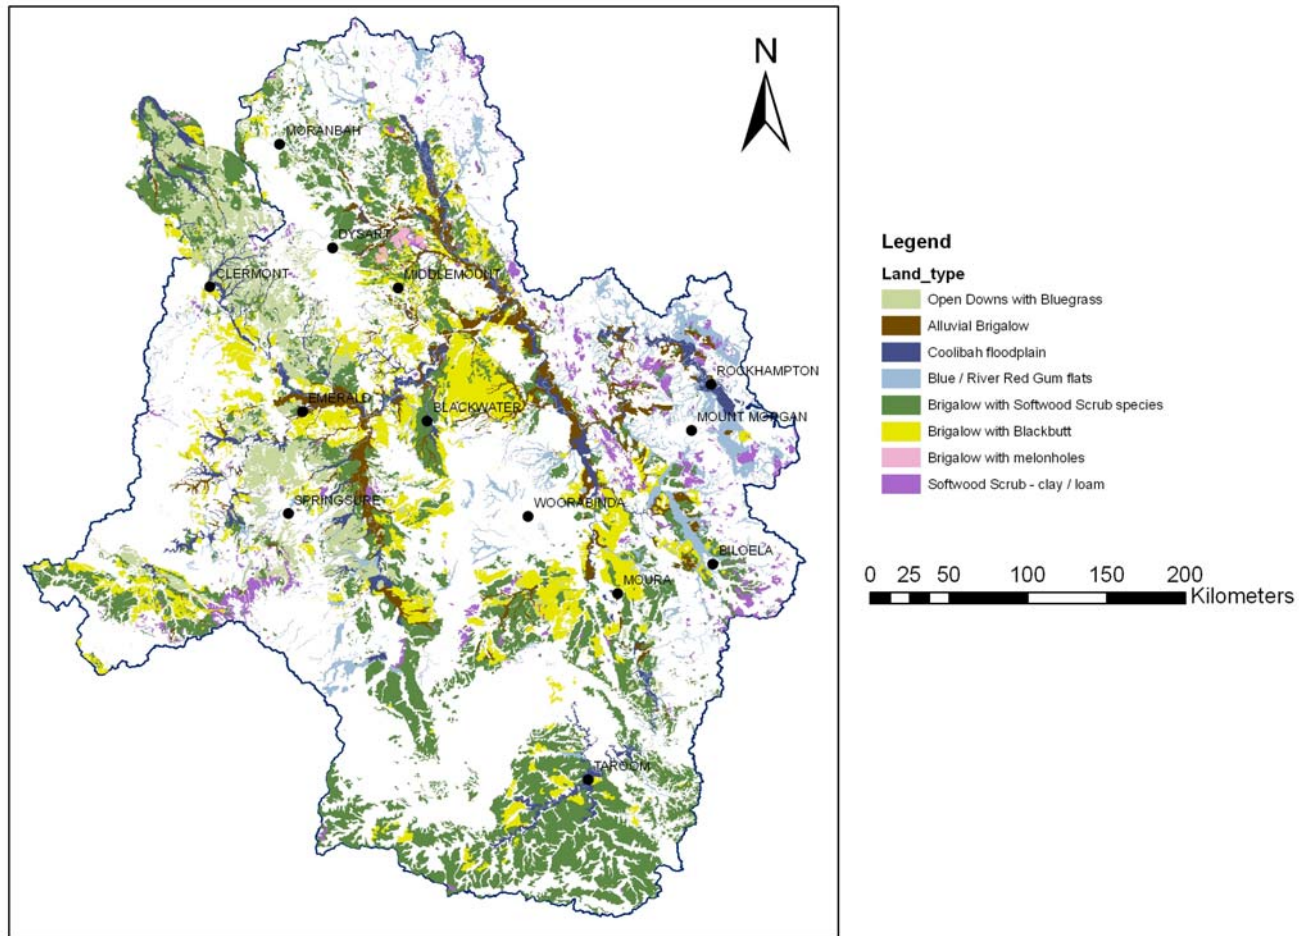 N
MORANBAH
DYSART
CLERMONT
MIDDLEMOUNT
ROCKHAMPTON
EMERALD
BLACKWATER
MOUNT MORGAN
SPRINGSURE
WOORABINDA
BILOELA
MOURA
TAROOM
Legend
Land_type
Open Downs with Bluegrass
Alluvial Brigalow
Coolibah floodplain
Blue / River Red Gum flats
Brigalow with Softwood Scrub species
Brigalow with Blackbutt
Brigalow with melonholes
Softwood Scrub - clay / loam
0 25 50 100 150 200
Kilometers